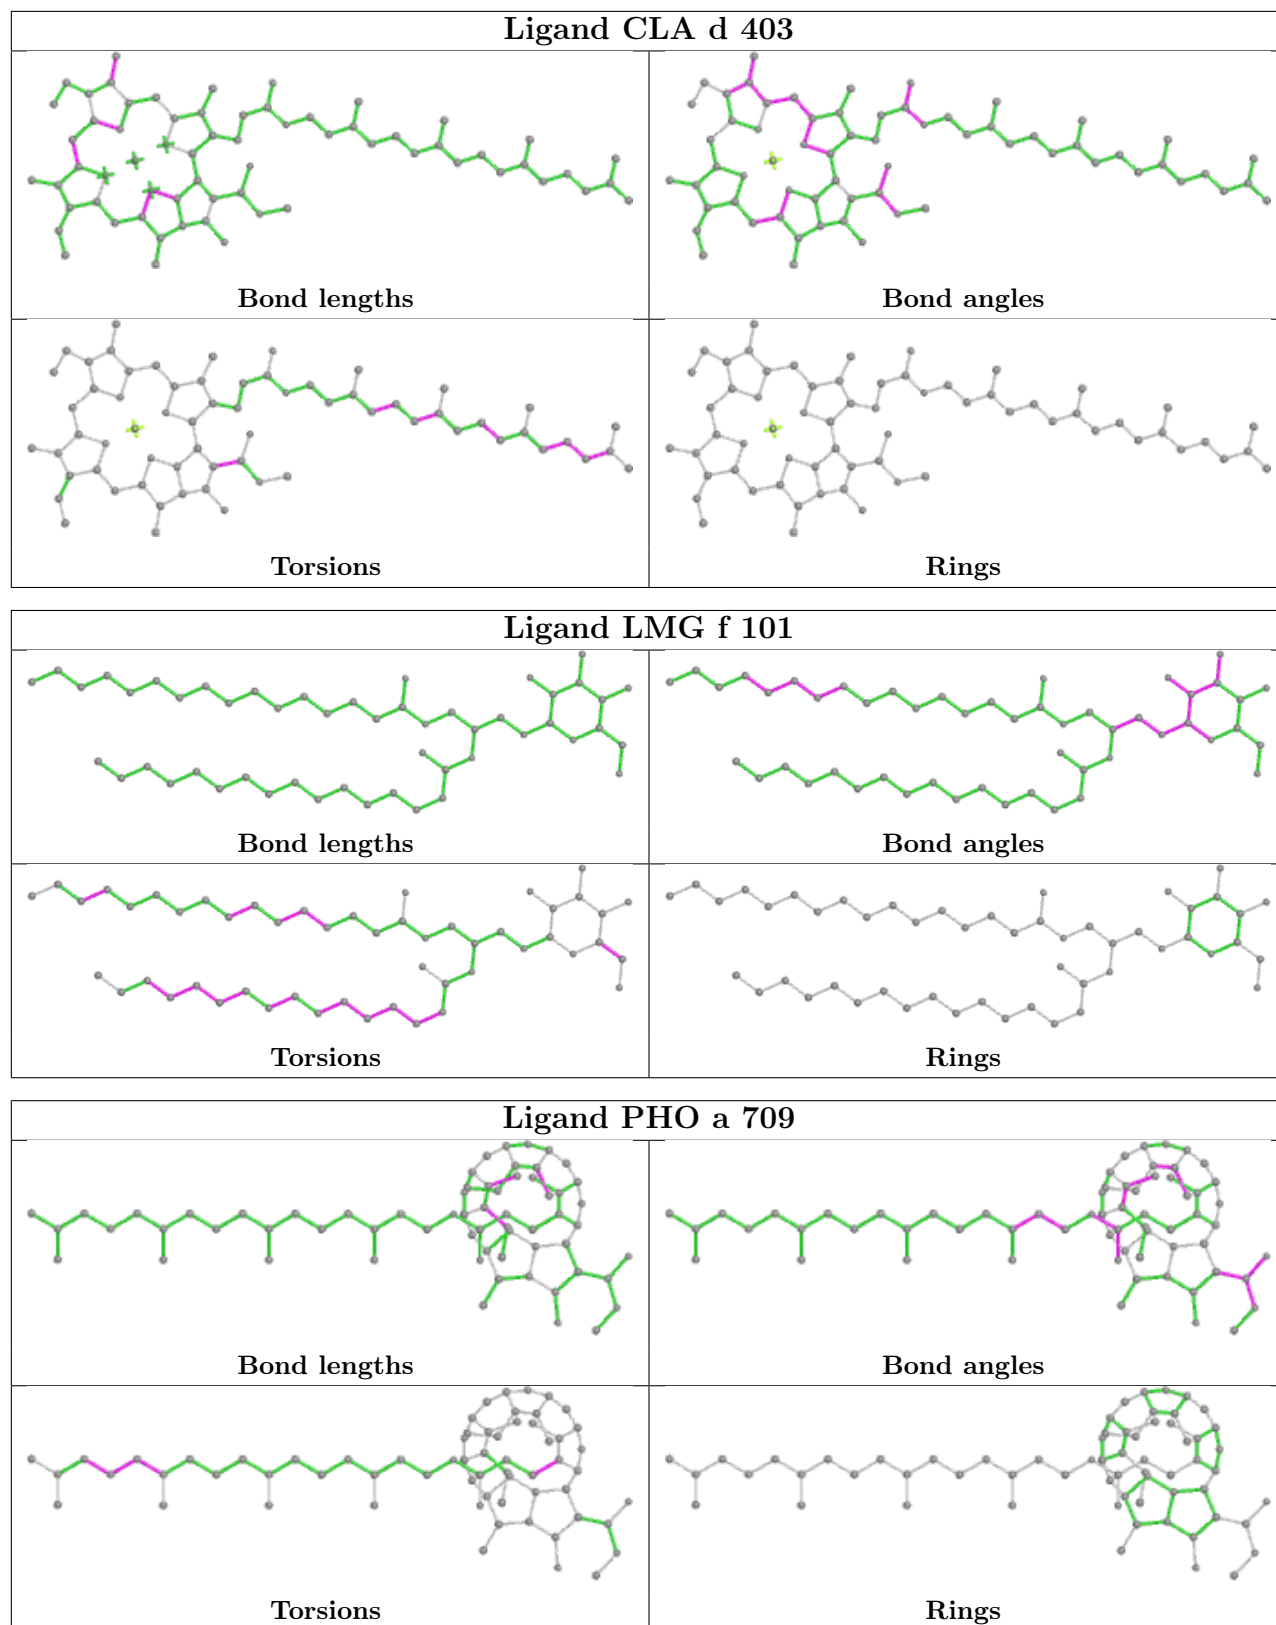 Ligand CLA d 403
Bond lengths
Bond angles
Torsions
Rings
Ligand LMG f 101
Bond lengths
Bond angles
Torsions
Rings
Ligand PHO a 709
Bond lengths
Bond angles
Torsions
Rings